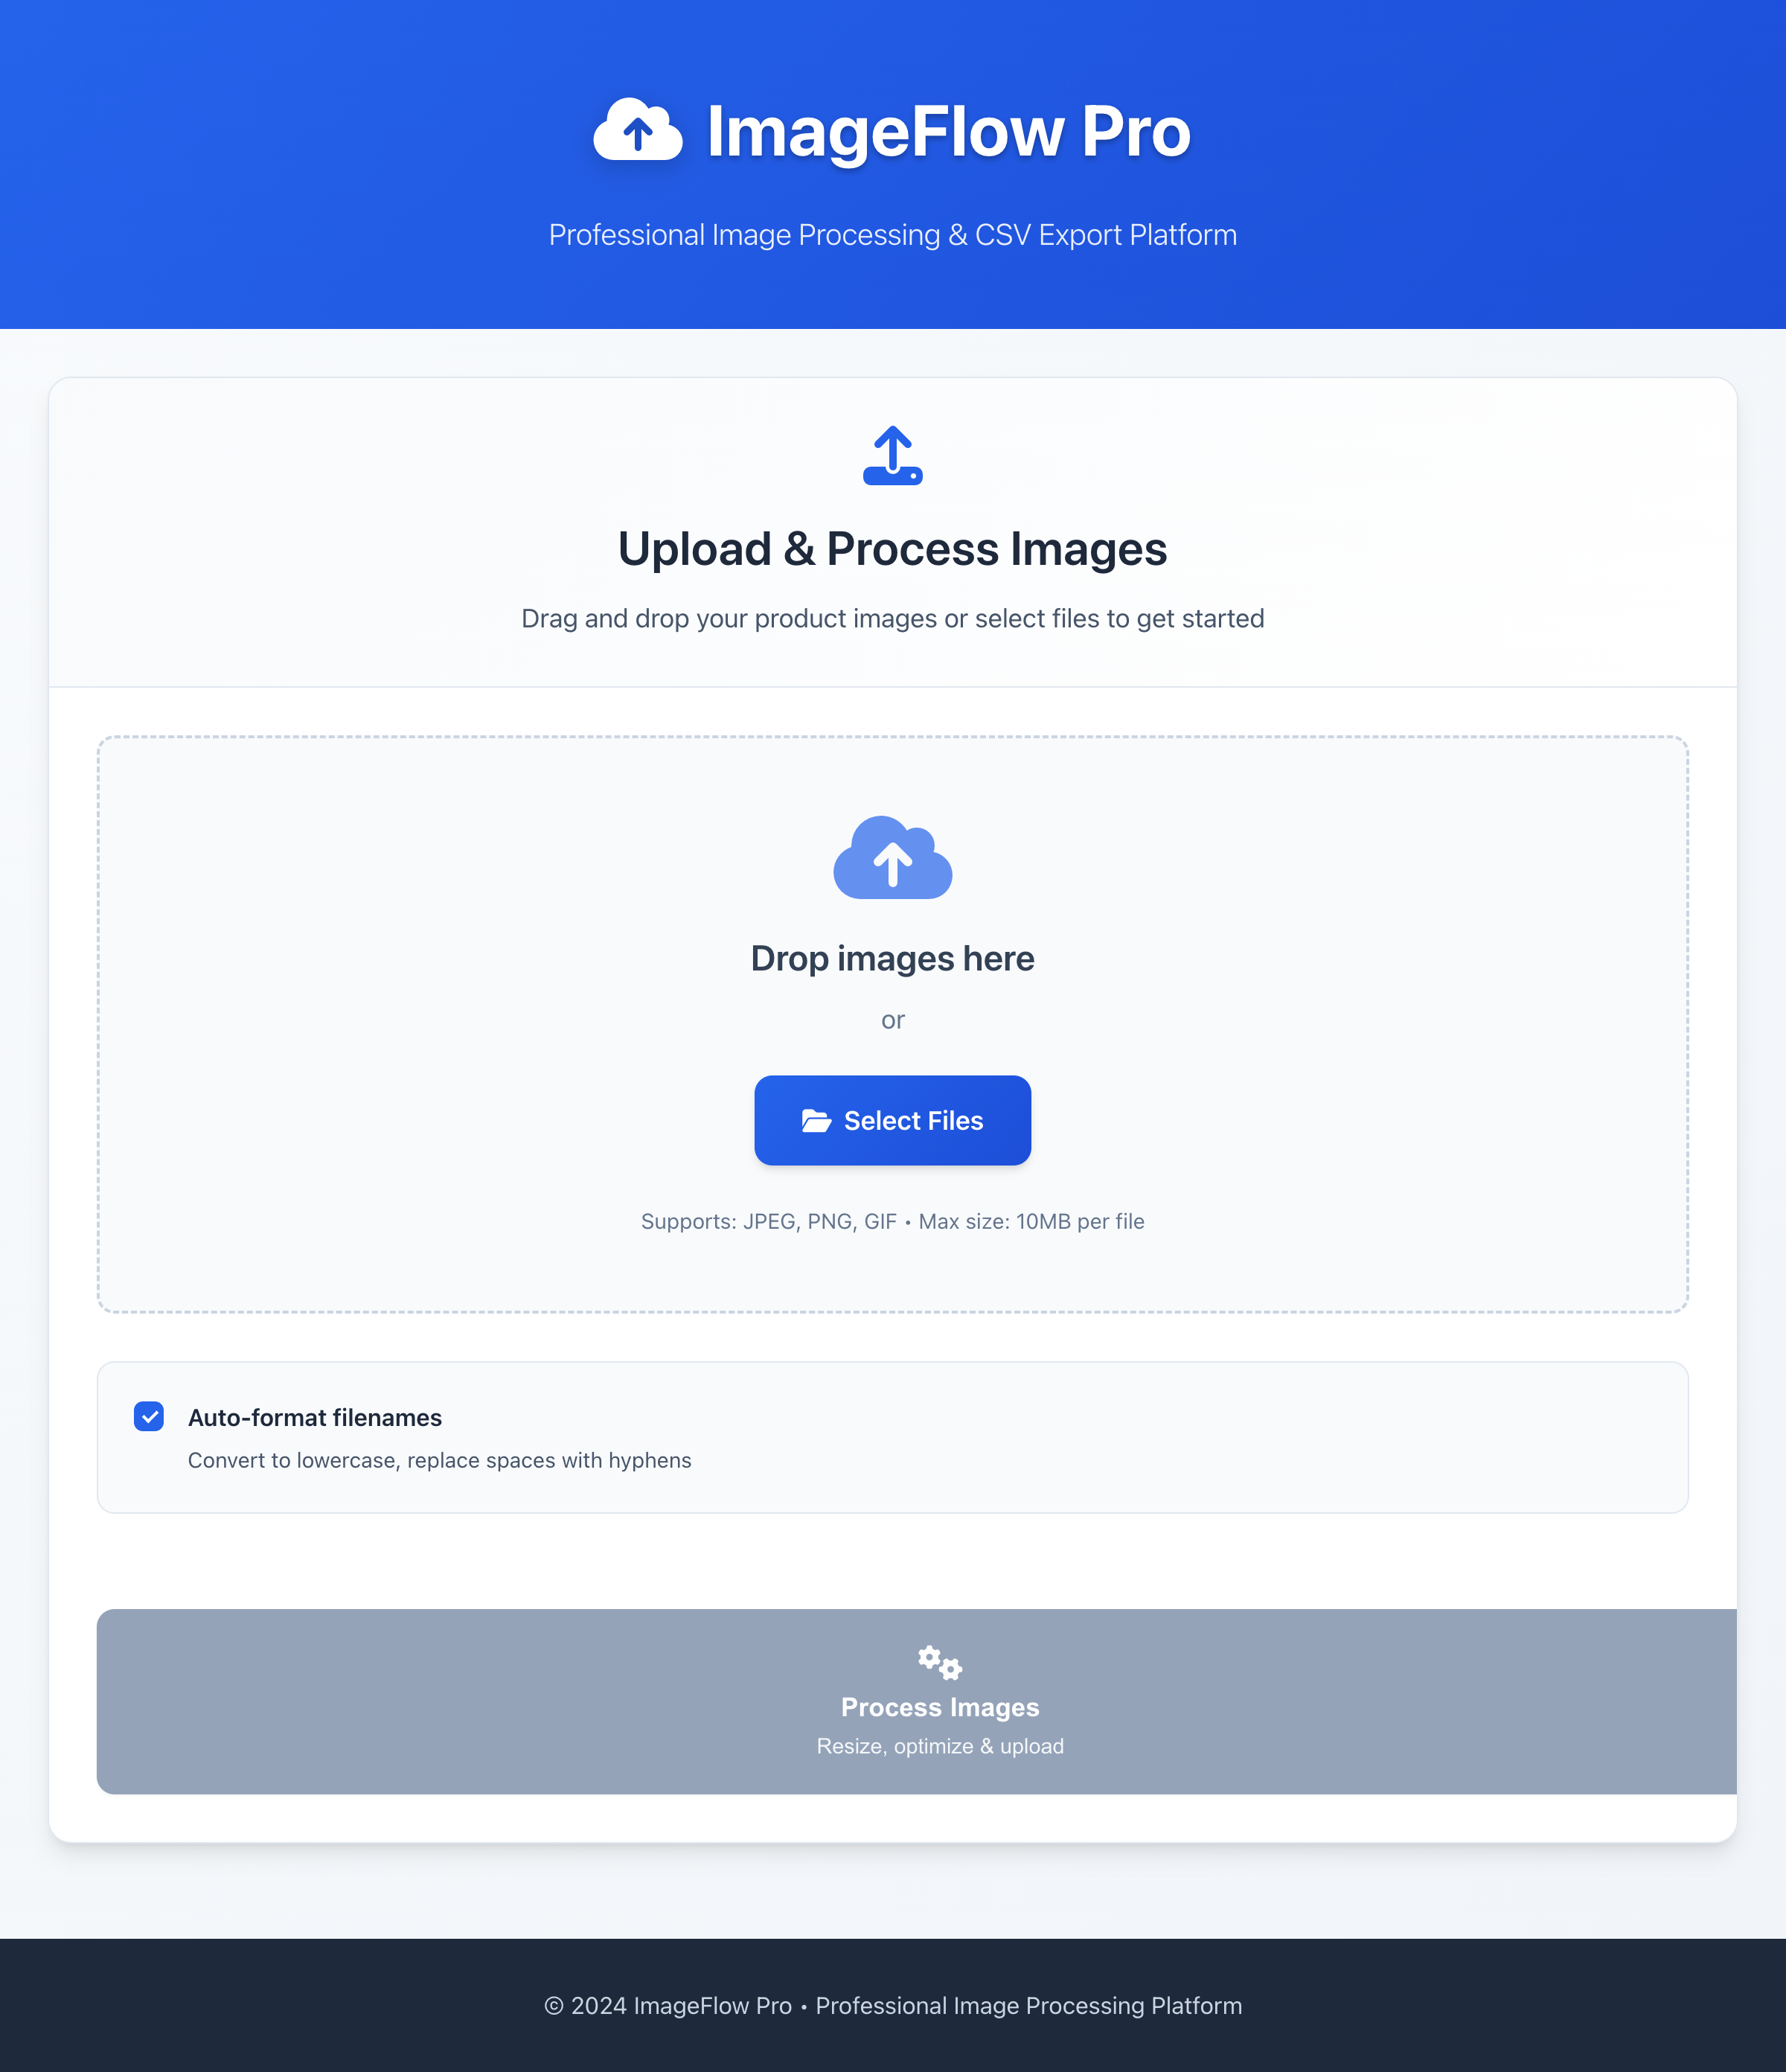 ImageFlow Pro
Professional Image Processing & CSV Export Platform
Upload & Process Images
Drag and drop your product images or select files to get started
Drop images here
or
Select Files
Supports: JPEG, PNG, GIF • Max size: 10MB per file
Auto-format filenames
Convert to lowercase, replace spaces with hyphens
Process Images
Resize, optimize & upload
© 2024 ImageFlow Pro • Professional Image Processing Platform